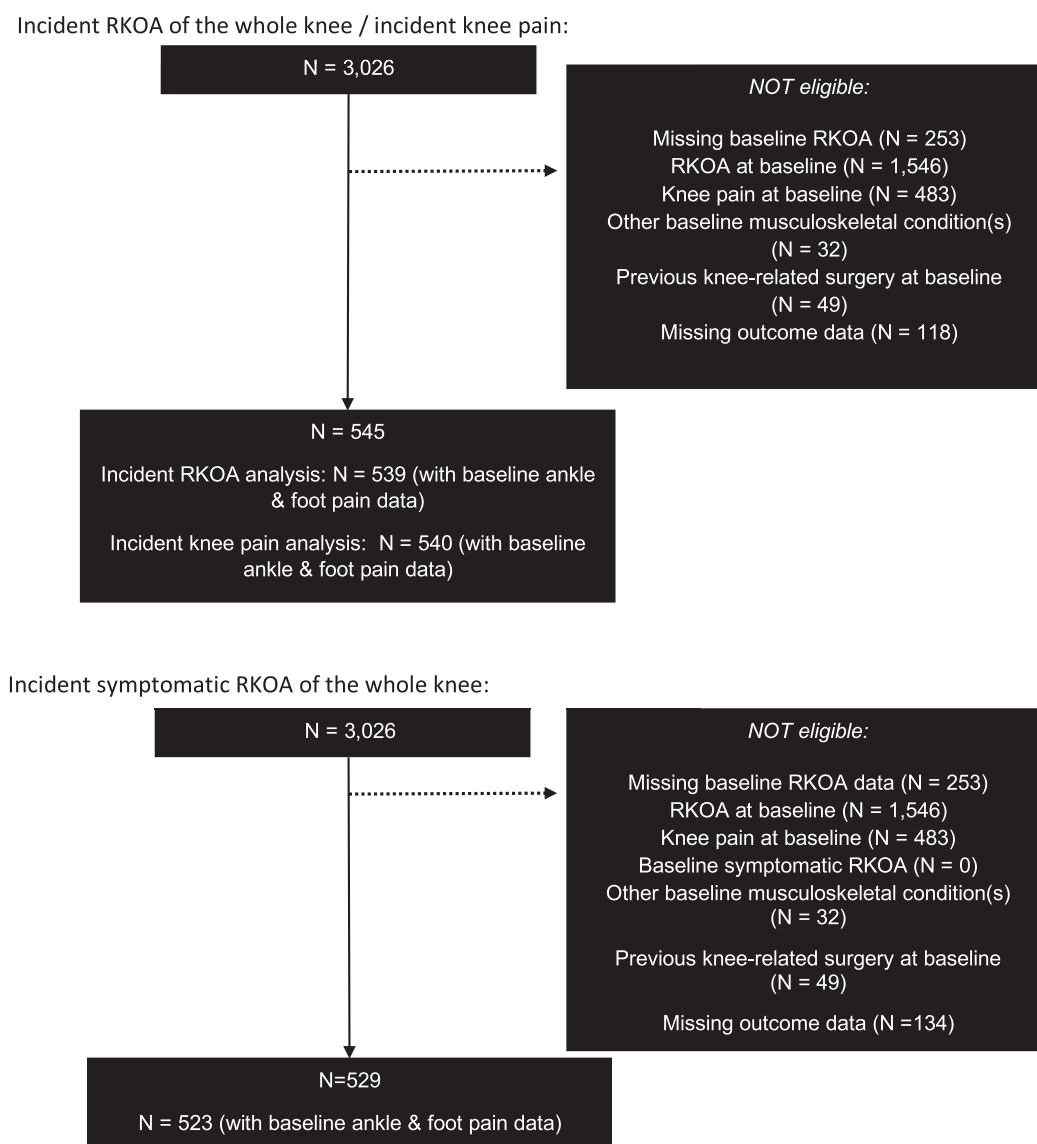 Incident RKOA of the whole knee / incident knee pain:
N = 3,026
NOT eligible:
Missing baseline RKOA (N = 253)
RKOA at baseline (N = 1,546)
Knee pain at baseline (N = 483)
Other baseline musculoskeletal condition(s)
(N = 32)
Previous knee-related surgery at baseline
(N = 49)
Missing outcome data (N = 118)
N = 545
Incident RKOA analysis: N = 539 (with baseline ankle
& foot pain data)
Incident knee pain analysis: N = 540 (with baseline
ankle & foot pain data)
Incident symptomatic RKOA of the whole knee:
N = 3,026
NOT eligible:
Missing baseline RKOA data (N = 253)
RKOA at baseline (N = 1,546)
Knee pain at baseline (N = 483)
Baseline symptomatic RKOA (N = 0)
Other baseline musculoskeletal condition(s)
(N = 32)
Previous knee-related surgery at baseline
(N = 49)
Missing outcome data (N =134)
N=529
N = 523 (with baseline ankle & foot pain data)